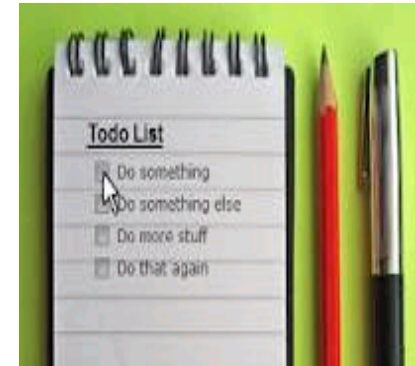 Todo List
Do something
Do something else
Do more stuff
Do that again